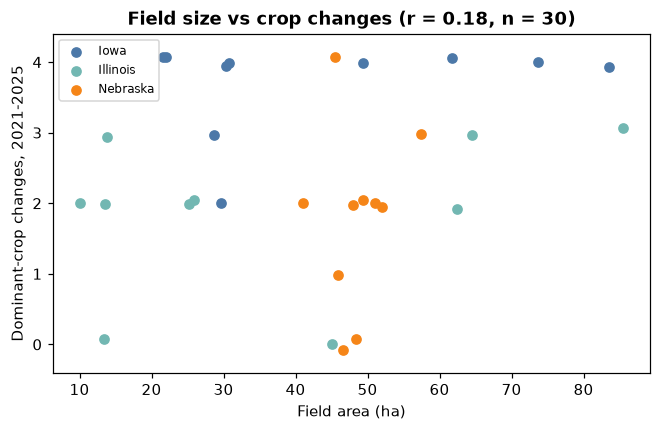 Field size vs crop changes (r = 0.18, n = 30)
Iowa
Illinois
Nebraska
Dominant-crop changes, 2021-2025
4
3
2
1
0
10 20 30 40 50 60 70 80
Field area (ha)